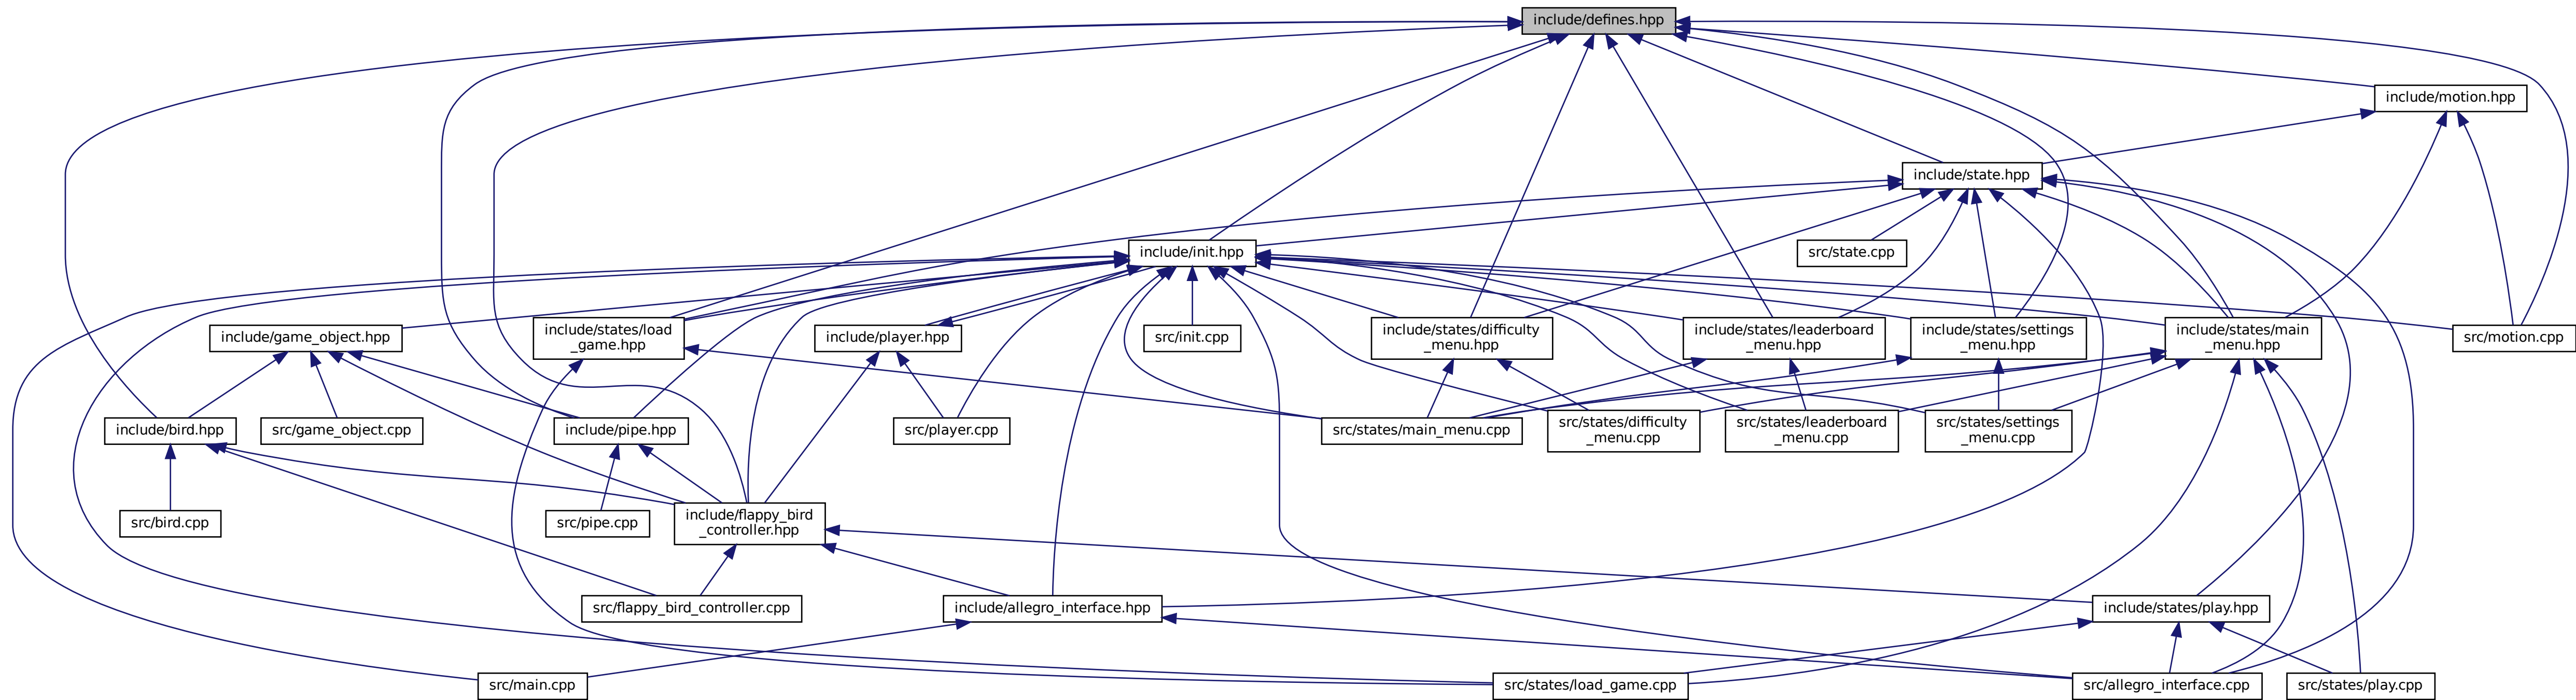 include/defines.hpp
include/motion.hpp
include/state.hpp
include/init.hpp
src/state.cpp
include/game_object.hpp
include/states/load
_game.hpp
include/player.hpp
src/init.cpp
include/states/difficulty
_menu.hpp
include/states/leaderboard
_menu.hpp
include/states/settings
_menu.hpp
include/states/main
_menu.hpp
src/motion.cpp
include/bird.hpp
src/game_object.cpp
include/pipe.hpp
src/player.cpp
src/states/main_menu.cpp
src/states/difficulty
_menu.cpp
src/states/leaderboard
_menu.cpp
src/states/settings
_menu.cpp
src/bird.cpp
src/pipe.cpp
include/flappy_bird
_controller.hpp
src/flappy_bird_controller.cpp
include/allegro_interface.hpp
include/states/play.hpp
src/main.cpp
src/states/load_game.cpp
src/allegro_interface.cpp
src/states/play.cpp